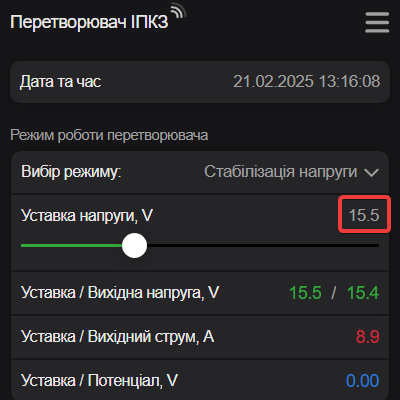 Перетворювач ІПКЗ
Дата та час 21.02.2025 13:16:08
Режим роботи перетворювача
Вибір режиму: Стабілізація напруги
Уставка напруги, V 15.5
Уставка / Вихідна напруга, V 15.5 / 15.4
Уставка / Вихідний струм, A 8.9
Уставка / Потенціал, V 0.00